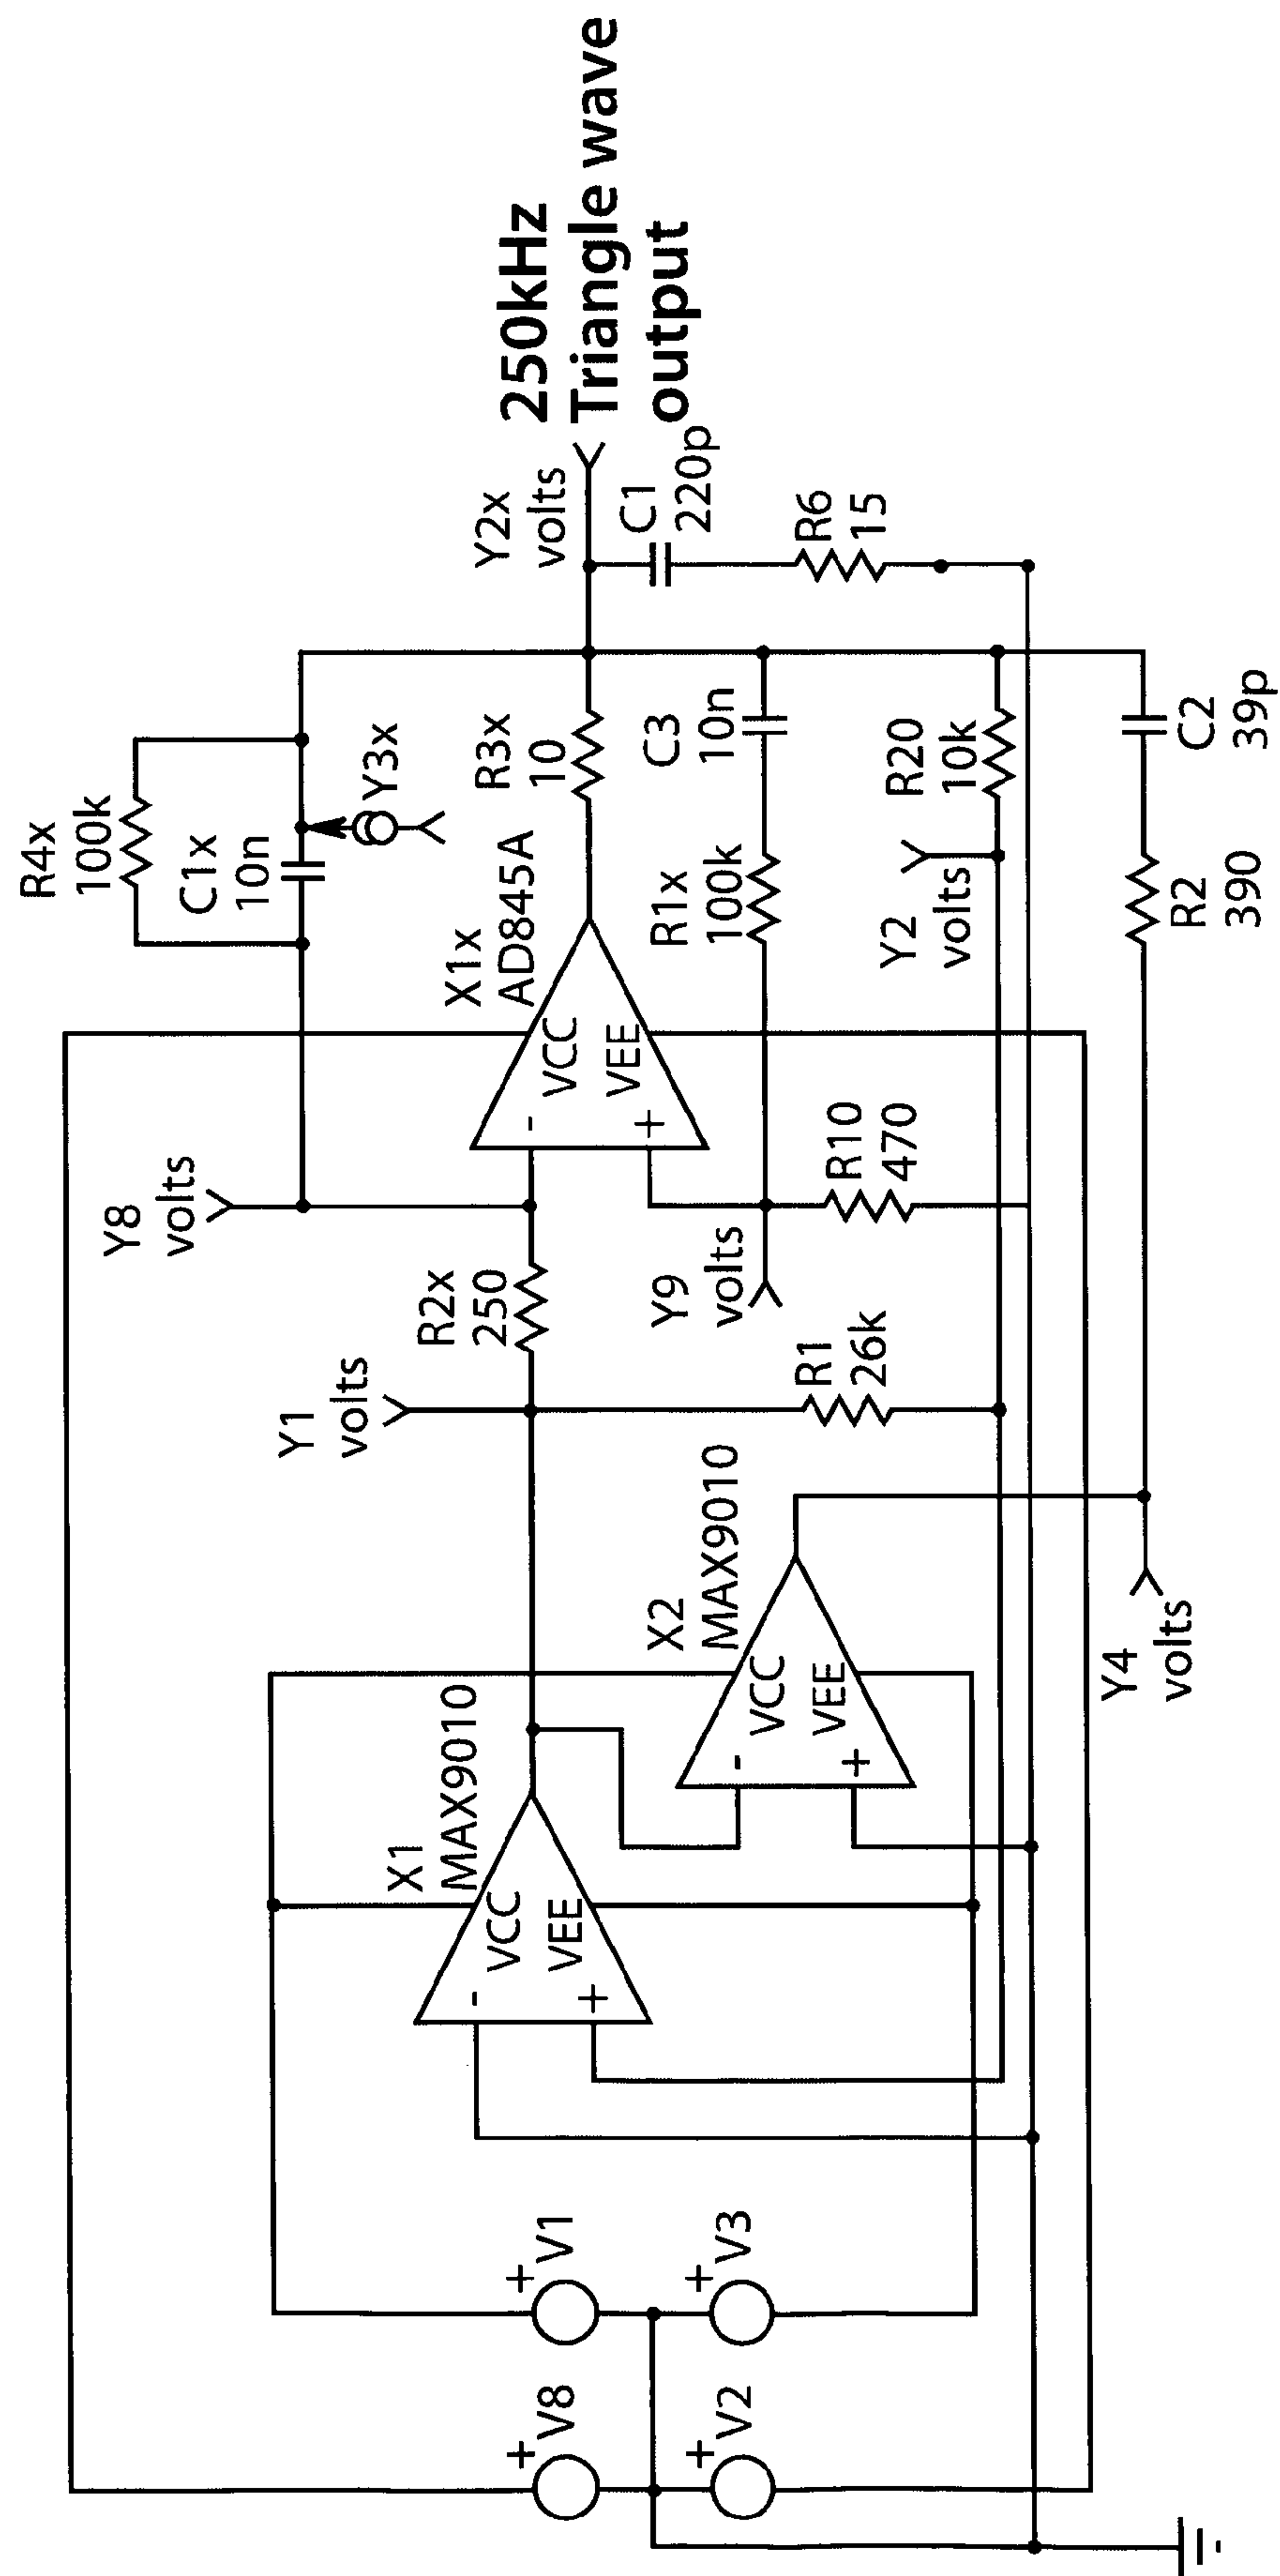 R4x
100k
C1x
10n
Y3x
Y8
volts
X1x
AD845A
VCC
VEE
-
+
R3x
10
Y2x
volts
250kHz
Triangle wave
output
C1
220p
R6
15
C3
10n
R1x
100k
R20
10k
Y2
volts
C2
39p
R2
390
R10
470
Y9
volts
R2x
250
Y1
volts
R1
26k
X1
MAX9010
VCC
VEE
-
+
X2
MAX9010
VCC
VEE
-
+
Y4
volts
+
V1
+
V3
+
V8
+
V2